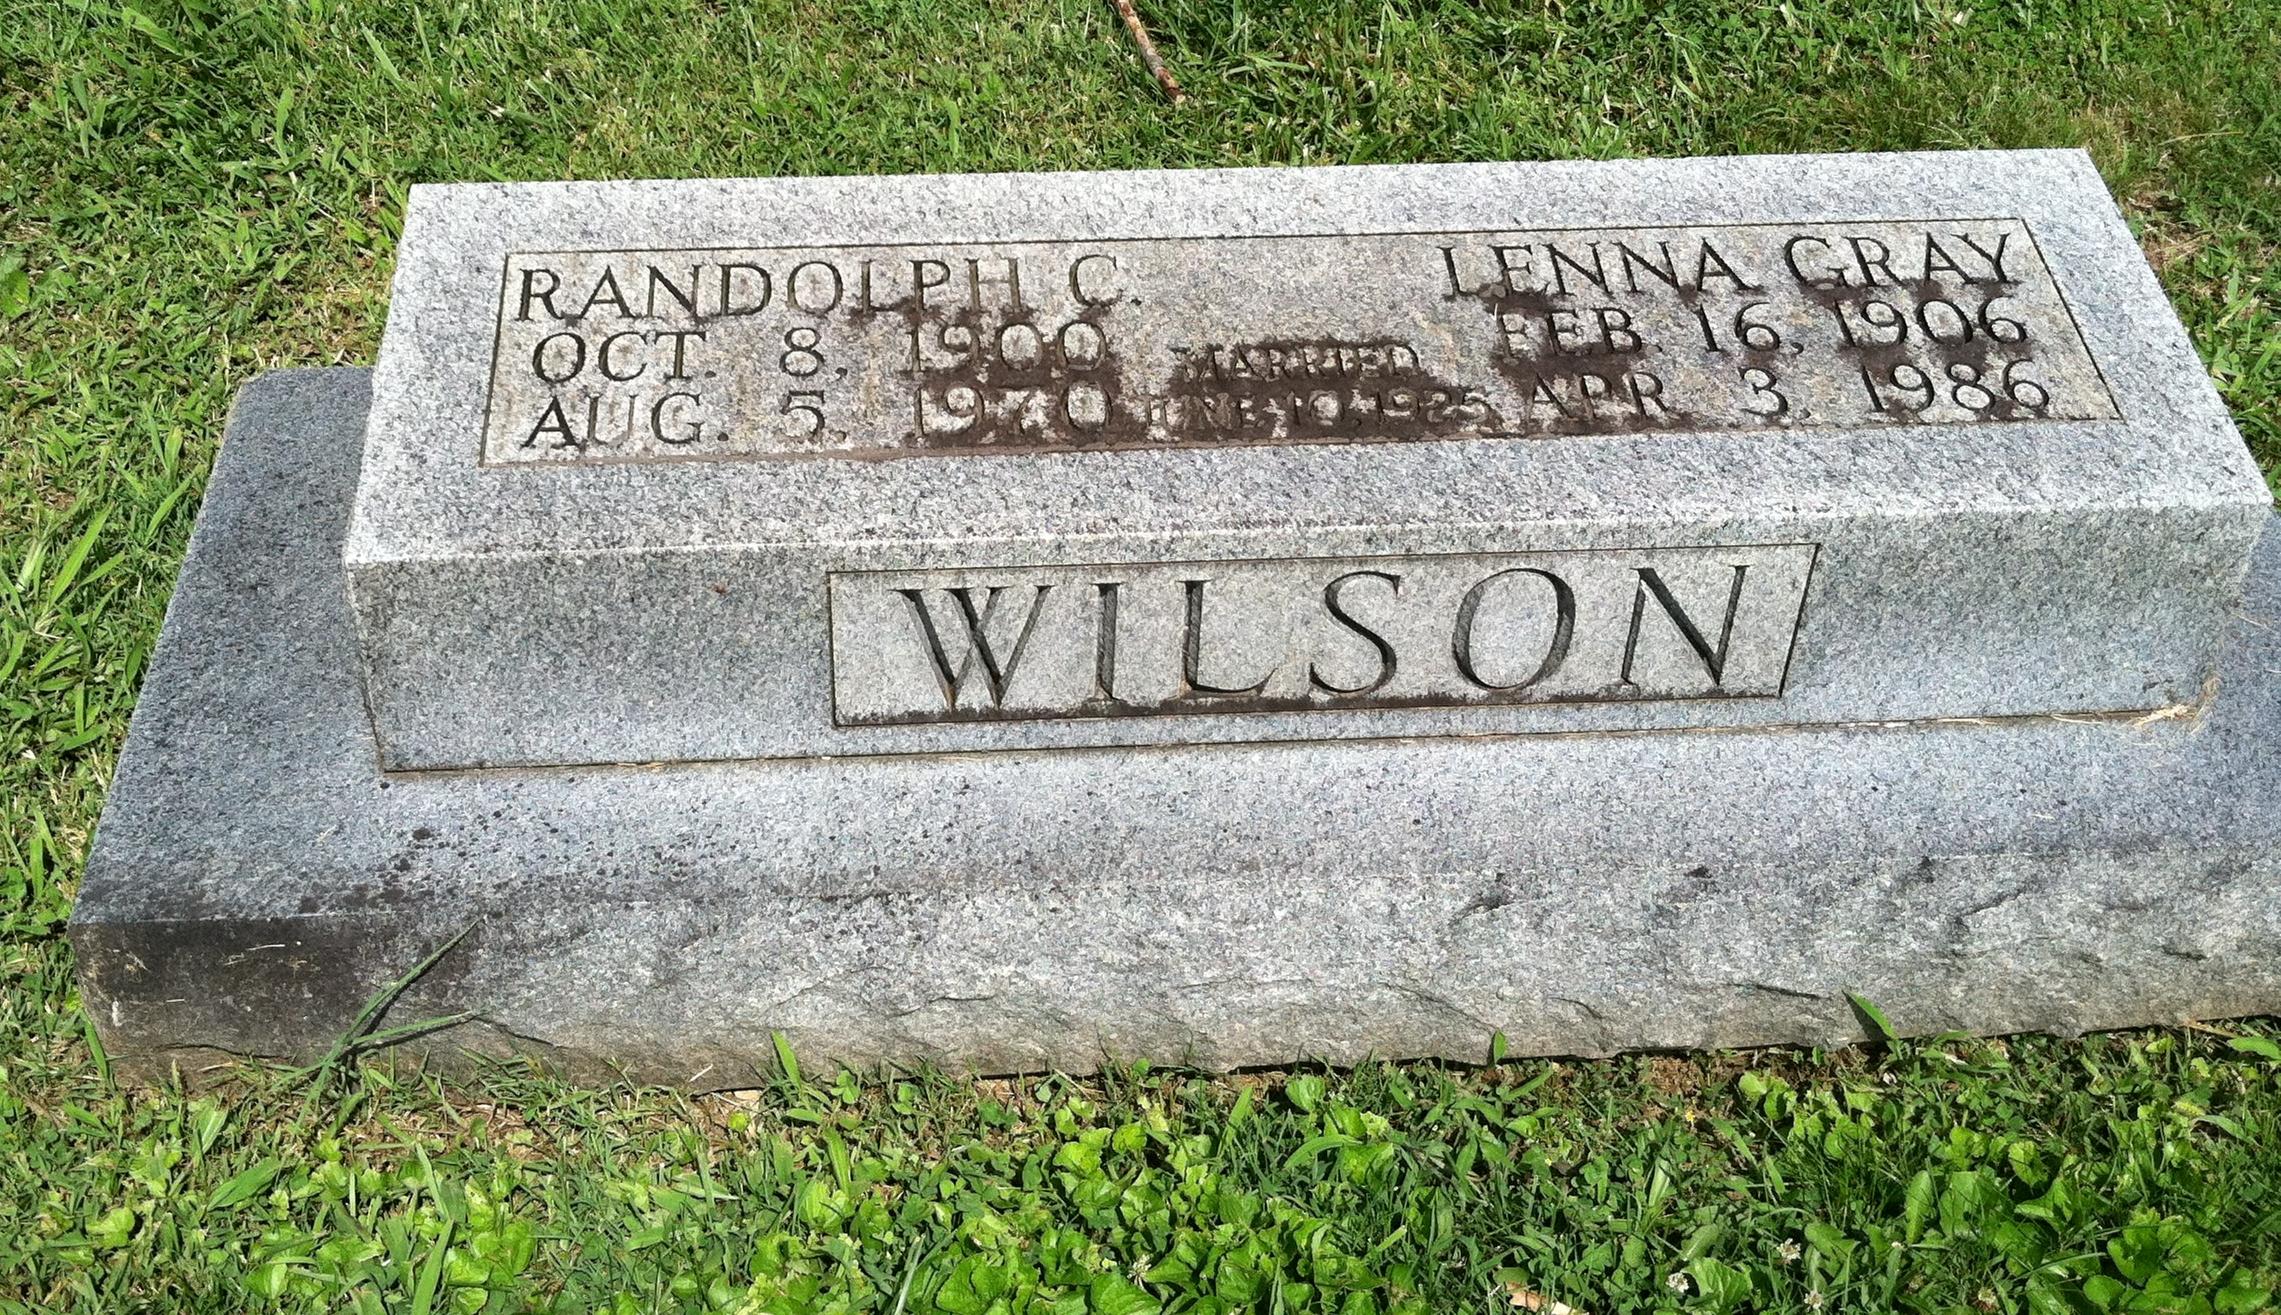 RANDOLPH C.
OCT. 8, 1900
AUG. 5, 1970
MARRIED
JUNE 10, 1925
LENNA GRAY
FEB. 16, 1906
APR 3, 1986
WILSON